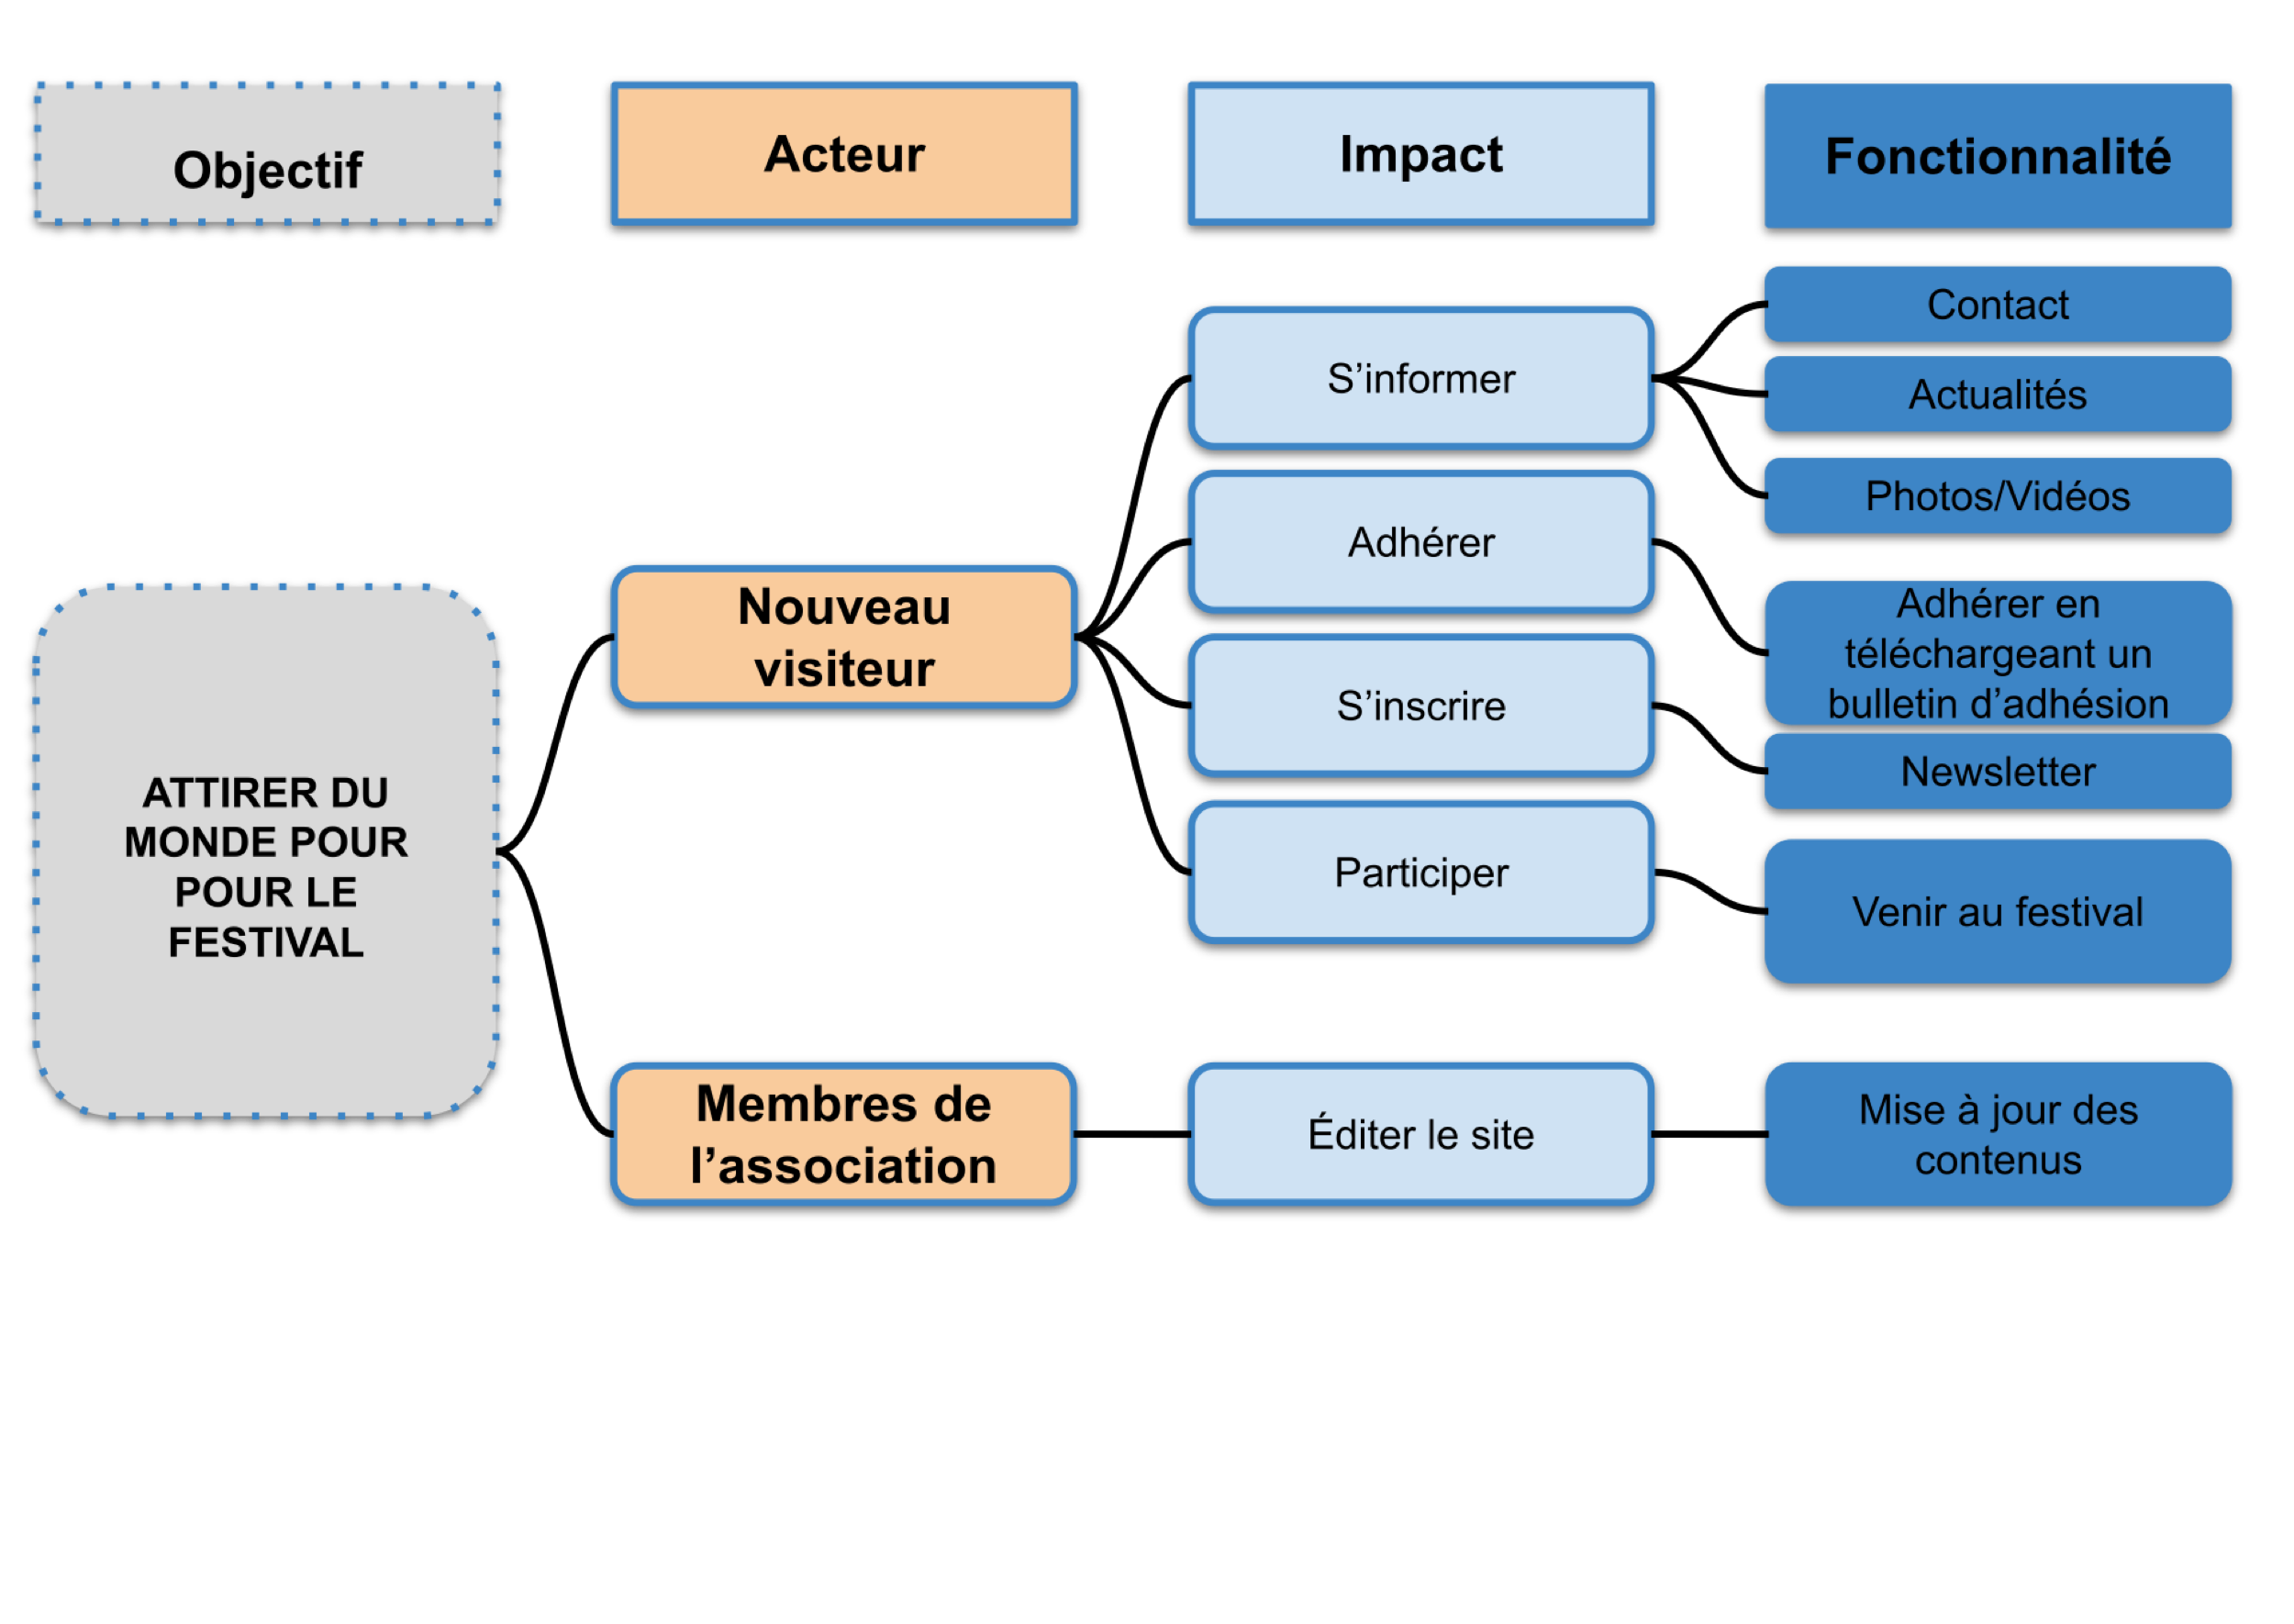 Objectif
Acteur
Impact
Fonctionnalité
ATTIRER DU
MONDE POUR
POUR LE
FESTIVAL
Nouveau
visiteur
Membres de
l’association
S’informer
Adhérer
S’inscrire
Participer
Éditer le site
Contact
Actualités
Photos/Vidéos
Adhérer en
téléchargeant un
bulletin d’adhésion
Newsletter
Venir au festival
Mise à jour des
contenus